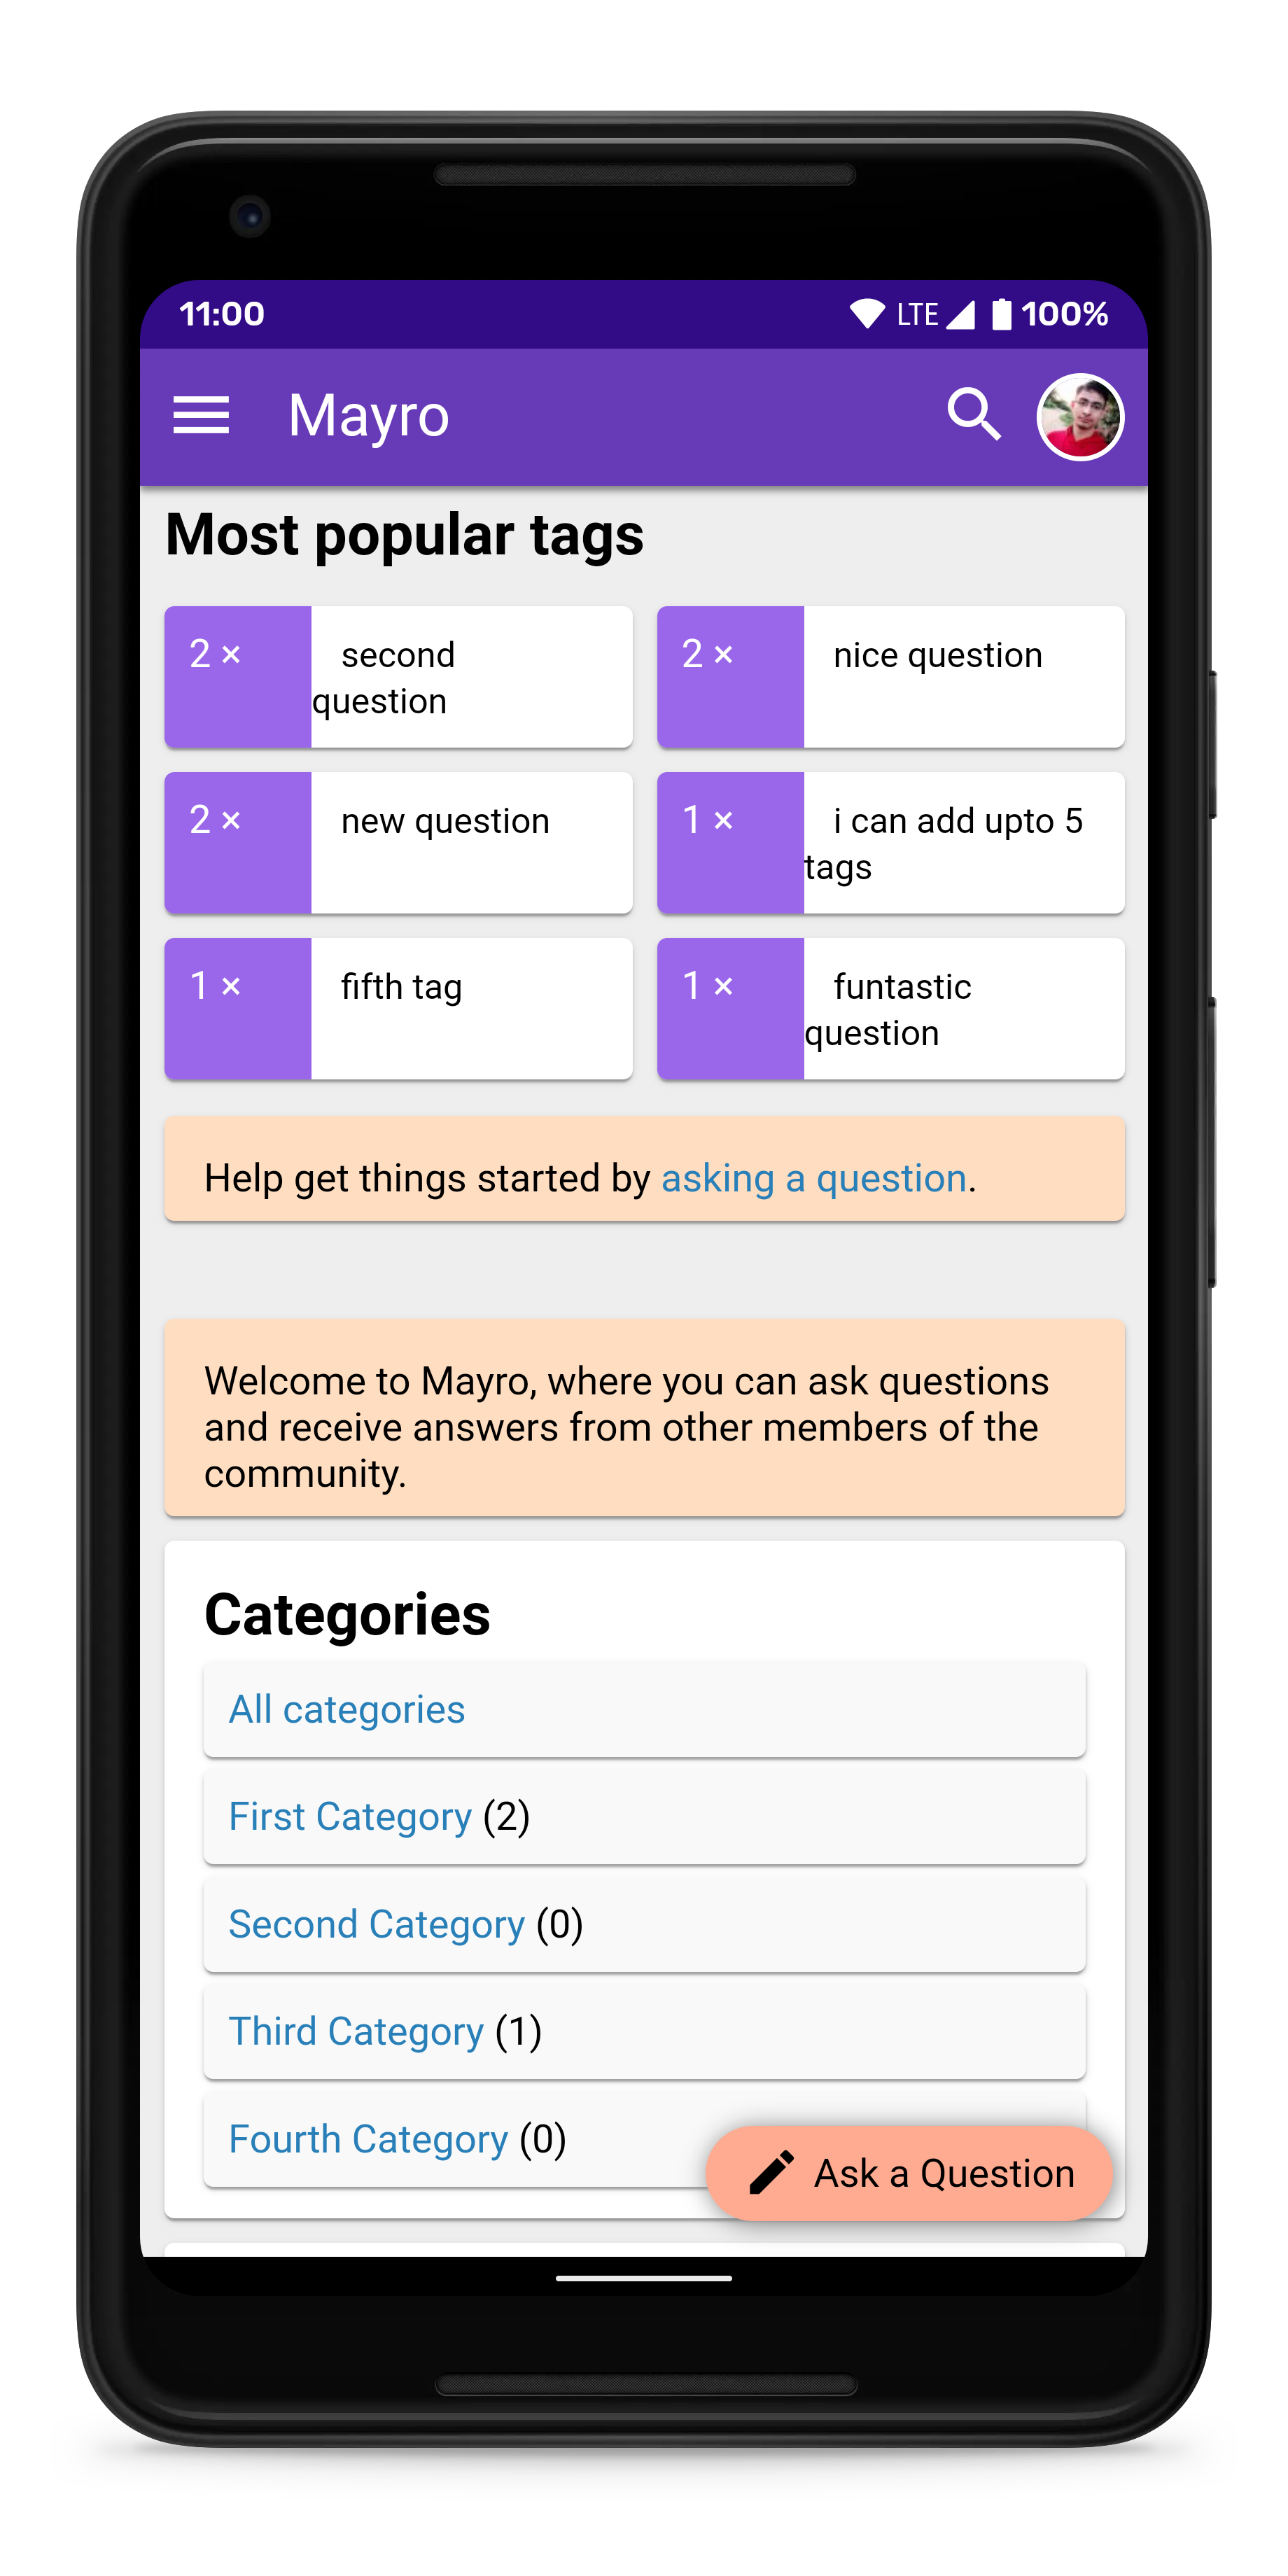 11:00 LTE 100%
Mayro
Most popular tags
2 × second
question
2 × nice question
2 × new question
1 × i can add upto 5
tags
1 × fifth tag
1 × funtastic
question
Help get things started by asking a question.
Welcome to Mayro, where you can ask questions
and receive answers from other members of the
community.
Categories
All categories
First Category (2)
Second Category (0)
Third Category (1)
Fourth Category (0)
Ask a Question